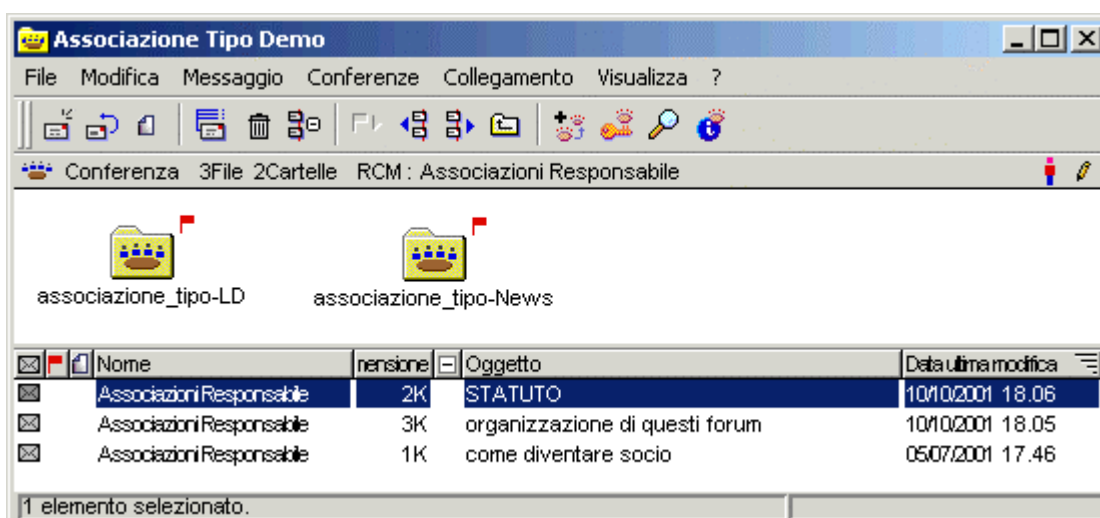 Associazione Tipo Demo
File Modifica Messaggio Conferenze Collegamento Visualizza ?
Conferenza 3File 2Cartelle RCM : Associazioni Responsabile
associazione_tipo-LD associazione_tipo-News
Nome nensione Oggetto Data ultima modifica
Associazioni Responsabile 2K STATUTO 10/10/2001 18.06
Associazioni Responsabile 3K organizzazione di questi forum 10/10/2001 18.05
Associazioni Responsabile 1K come diventare socio 05/07/2001 17.46
1 elemento selezionato.